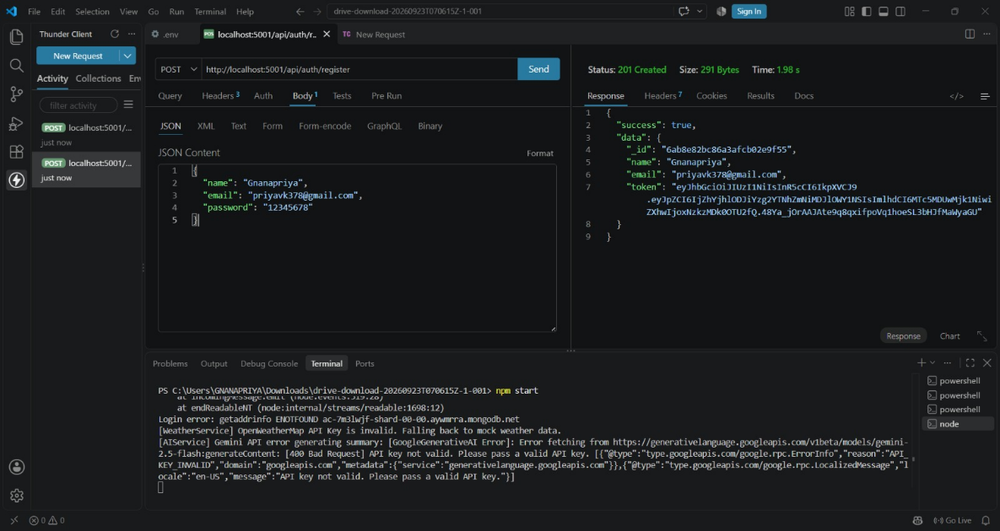 File Edit Selection View Go Run Terminal Help
drive-download-20260923T070615Z-1-001
Sign In
Thunder Client
.env
POS localhost:5001/api/auth/r..
TC New Request
New Request
Activity Collections En
filter activity
POST localhost:5001/...
just now
POST localhost:5001/...
just now
POST http://localhost:5001/api/auth/register Send
Query Headers 3 Auth Body 1 Tests Pre Run
JSON XML Text Form Form-encode GraphQL Binary
JSON Content Format
1 {
2 "name": "Gnanapriya",
3 "email": "priyavk378@gmail.com",
4 "password": "12345678"
5 }
Status: 201 Created Size: 291 Bytes Time: 1.98 s
Response Headers 7 Cookies Results Docs
</>
1 {
2 "success": true,
3 "data": {
4 "_id": "6ab8e82bc86a3afcb02e9f55",
5 "name": "Gnanapriya",
6 "email": "priyavk378@gmail.com",
7 "token": "eyJhbGciOiJIUzI1NiIsInR5cCI6IkpXVCJ9
.eyJpZCI6IjZhYjhlODJiYzg2YTNhZmNiMDJlOWY1NSIsImlhdCI6MTc5MDUwMjk1Niwi
ZXhwIjoxNzkzMDk0OTU2fQ.48Ya_jOrAAJAte9q8qxifpoVq1hoeSL3bHJfMaWyaGU"
8 }
9 }
Response Chart
Problems Output Debug Console Terminal Ports
PS C:\Users\GNANAPRIYA\Downloads\drive-download-20260923T070615Z-1-001> npm start
at IncomingMessage.emit (node:events:519:28)
at endReadableNT (node:internal/streams/readable:1698:12)
Login error: getaddrinfo ENOTFOUND ac-7m3lwjf-shard-00-00.aywmrra.mongodb.net
[WeatherService] OpenWeatherMap API Key is invalid. Falling back to mock weather data.
[AIService] Gemini API error generating summary: [GoogleGenerativeAI Error]: Error fetching from https://generativelanguage.googleapis.com/v1beta/models/gemini-
2.5-flash:generateContent: [400 Bad Request] API key not valid. Please pass a valid API key. [{"@type":"type.googleapis.com/google.rpc.ErrorInfo","reason":"API_
KEY_INVALID","domain":"googleapis.com","metadata":{"service":"generativelanguage.googleapis.com"}},{"@type":"type.googleapis.com/google.rpc.LocalizedMessage","l
ocale":"en-US","message":"API key not valid. Please pass a valid API key."}]
powershell
powershell
powershell
node
0 0
Go Live